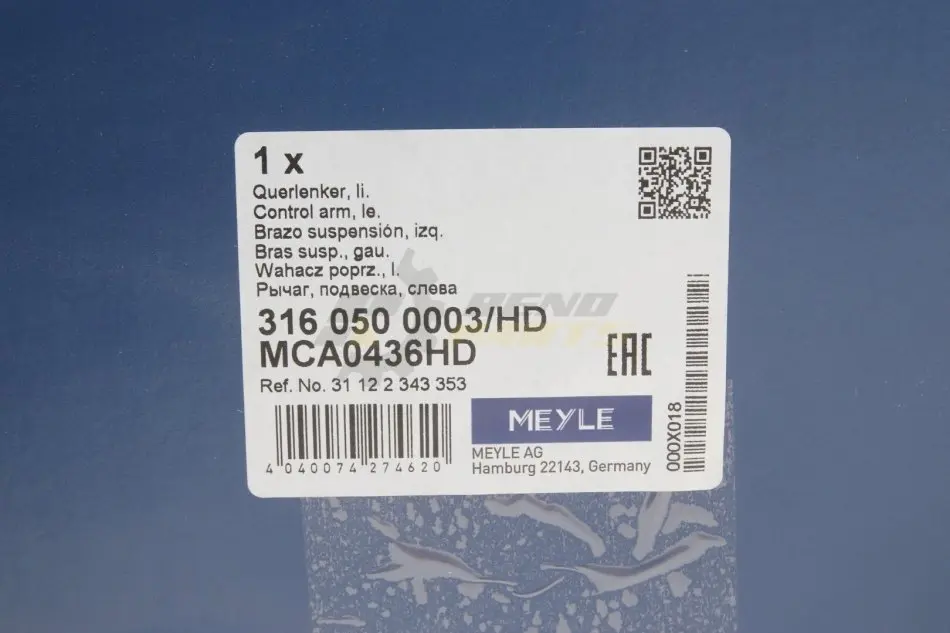 1 x
Querlenker, li.
Control arm, le.
Brazo suspensión, izq.
Bras susp., gau.
Wahacz poprz., l.
Рычаг, подвеска, слева
316 050 0003/HD
MCA0436HD
Ref. No. 31 12 2 343 353
EAC
4 040074 274620
MEYLE
MEYLE AG
Hamburg 22143, Germany
000X018